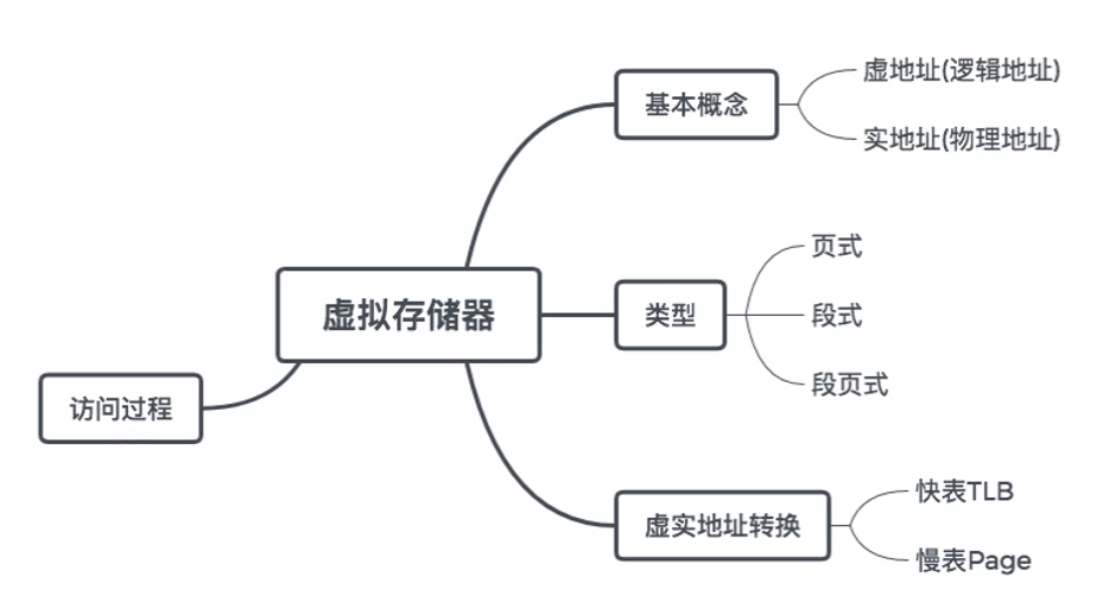 虚拟存储器
基本概念
虚地址(逻辑地址)
实地址(物理地址)
类型
页式
段式
段页式
虚实地址转换
快表TLB
慢表Page
访问过程